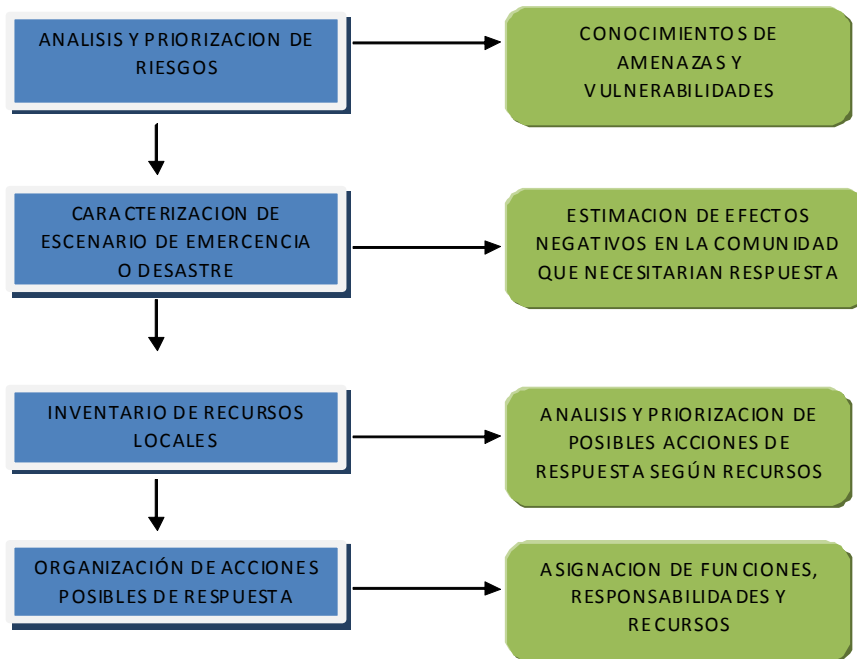 ANALISIS Y PRIORIZACION DE
RIESGOS
CONOCIMIENTOS DE
AMENAZAS Y
VULNERABILIDADES
CARACTERIZACION DE
ESCENARIO DE EMERCENCIA
O DESASTRE
ESTIMACION DE EFECTOS
NEGATIVOS EN LA COMUNIDAD
QUE NECESITARIAN RESPUESTA
INVENTARIO DE RECURSOS
LOCALES
ANALISIS Y PRIORIZACION DE
POSIBLES ACCIONES DE
RESPUESTA SEGÚN RECURSOS
ORGANIZACIÓN DE ACCIONES
POSIBLES DE RESPUESTA
ASIGNACION DE FUNCIONES,
RESPONSABILIDADES Y
RECURSOS